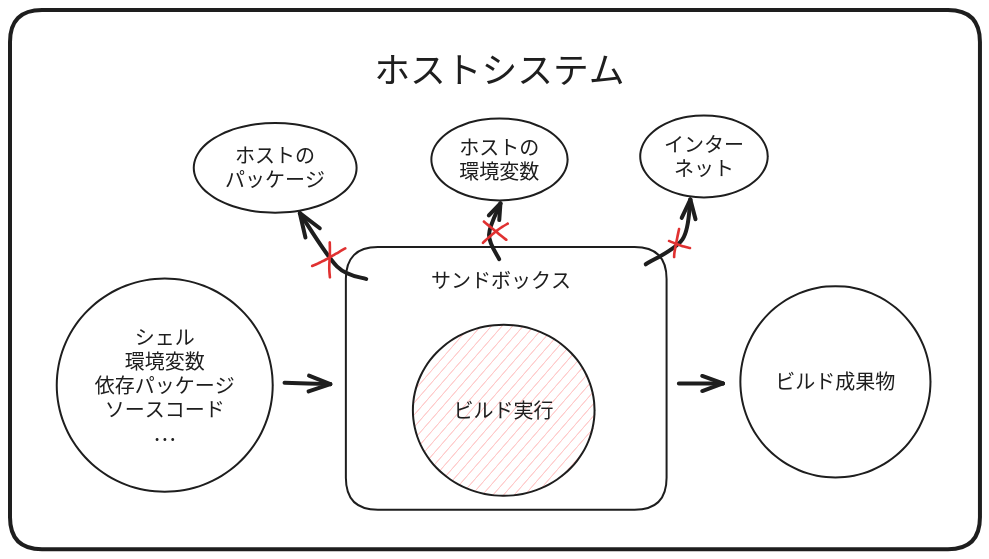 ホストシステム
ホストの
パッケージ
ホストの
環境変数
インター
ネット
サンドボックス
シェル
環境変数
依存パッケージ
ソースコード
…
ビルド実行
ビルド成果物